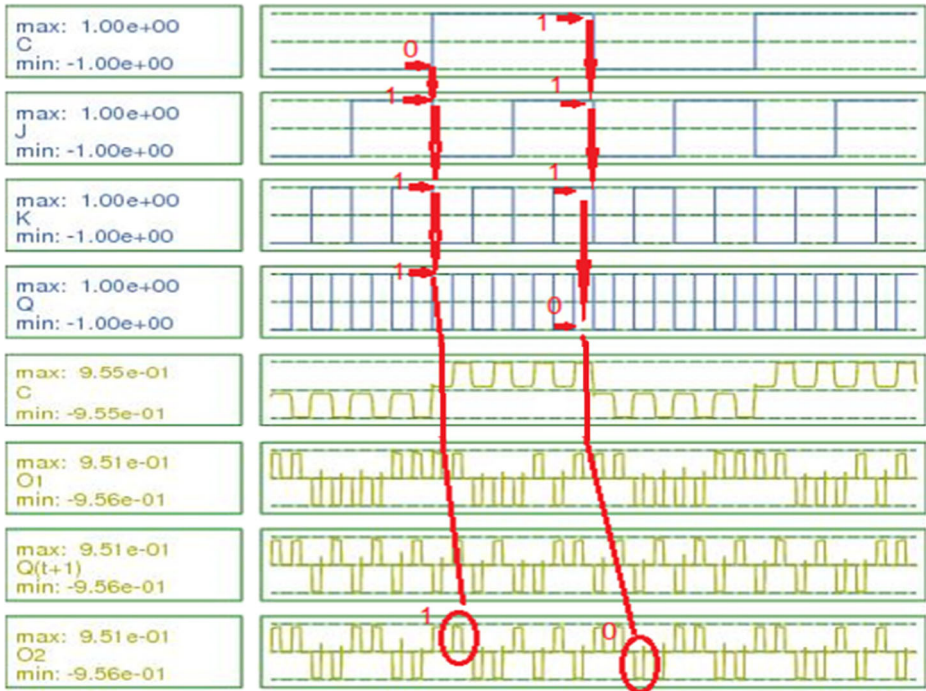 max: 1.00e+00
C
min: -1.00e+00
0
1
max: 1.00e+00
J
min: -1.00e+00
1
1
max: 1.00e+00
K
min: -1.00e+00
1
1
max: 1.00e+00
Q
min: -1.00e+00
1
0
max: 9.55e-01
C
min: -9.55e-01
max: 9.51e-01
O1
min: -9.56e-01
max: 9.51e-01
Q(t+1)
min: -9.56e-01
max: 9.51e-01
O2
min: -9.56e-01
1
0